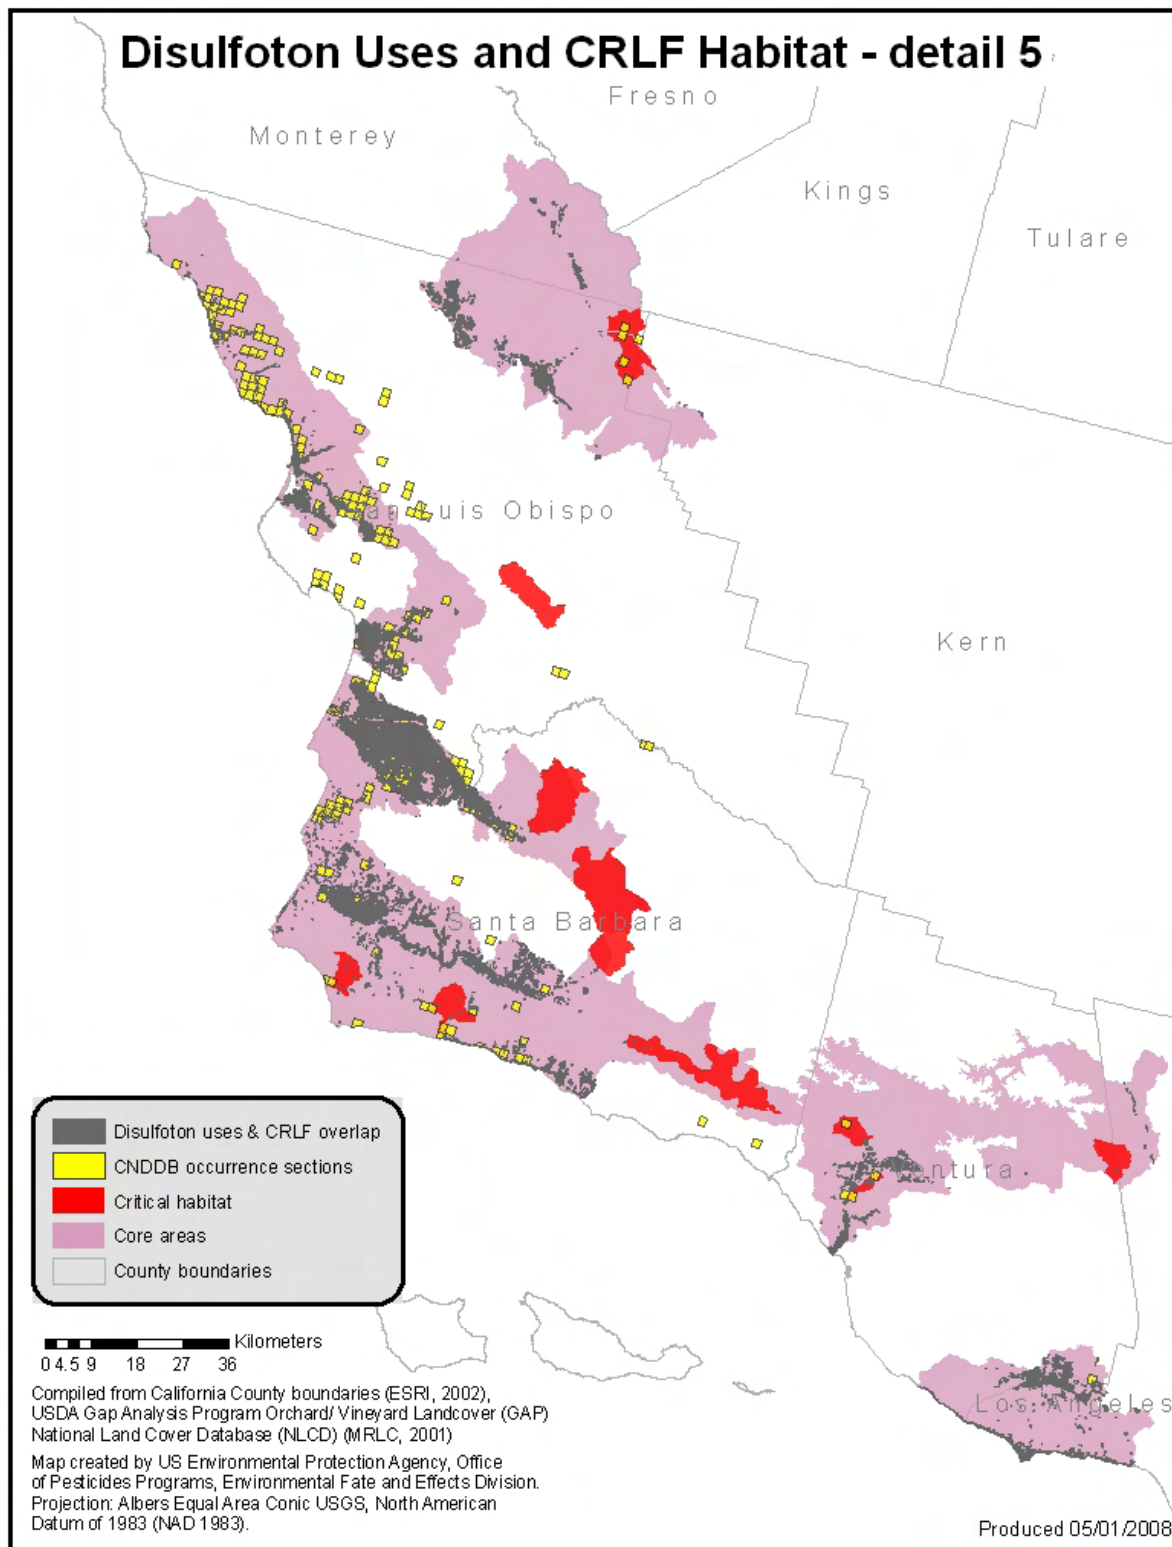 Disulfoton Uses and CRLF Habitat - detail 5
Fresno
Monterey
Kings
Tulare
San Luis Obispo
Kern
Santa Barbara
Ventura
Los Angeles
Disulfoton uses & CRLF overlap
CNDDB occurrence sections
Critical habitat
Core areas
County boundaries
Kilometers
0 4.5 9 18 27 36
Compiled from California County boundaries (ESRI, 2002),
USDA Gap Analysis Program Orchard/ Vineyard Landcover (GAP)
National Land Cover Database (NLCD) (MRLC, 2001)
Map created by US Environmental Protection Agency, Office
of Pesticides Programs, Environmental Fate and Effects Division.
Projection: Albers Equal Area Conic USGS, North American
Datum of 1983 (NAD 1983).
Produced 05/01/2008